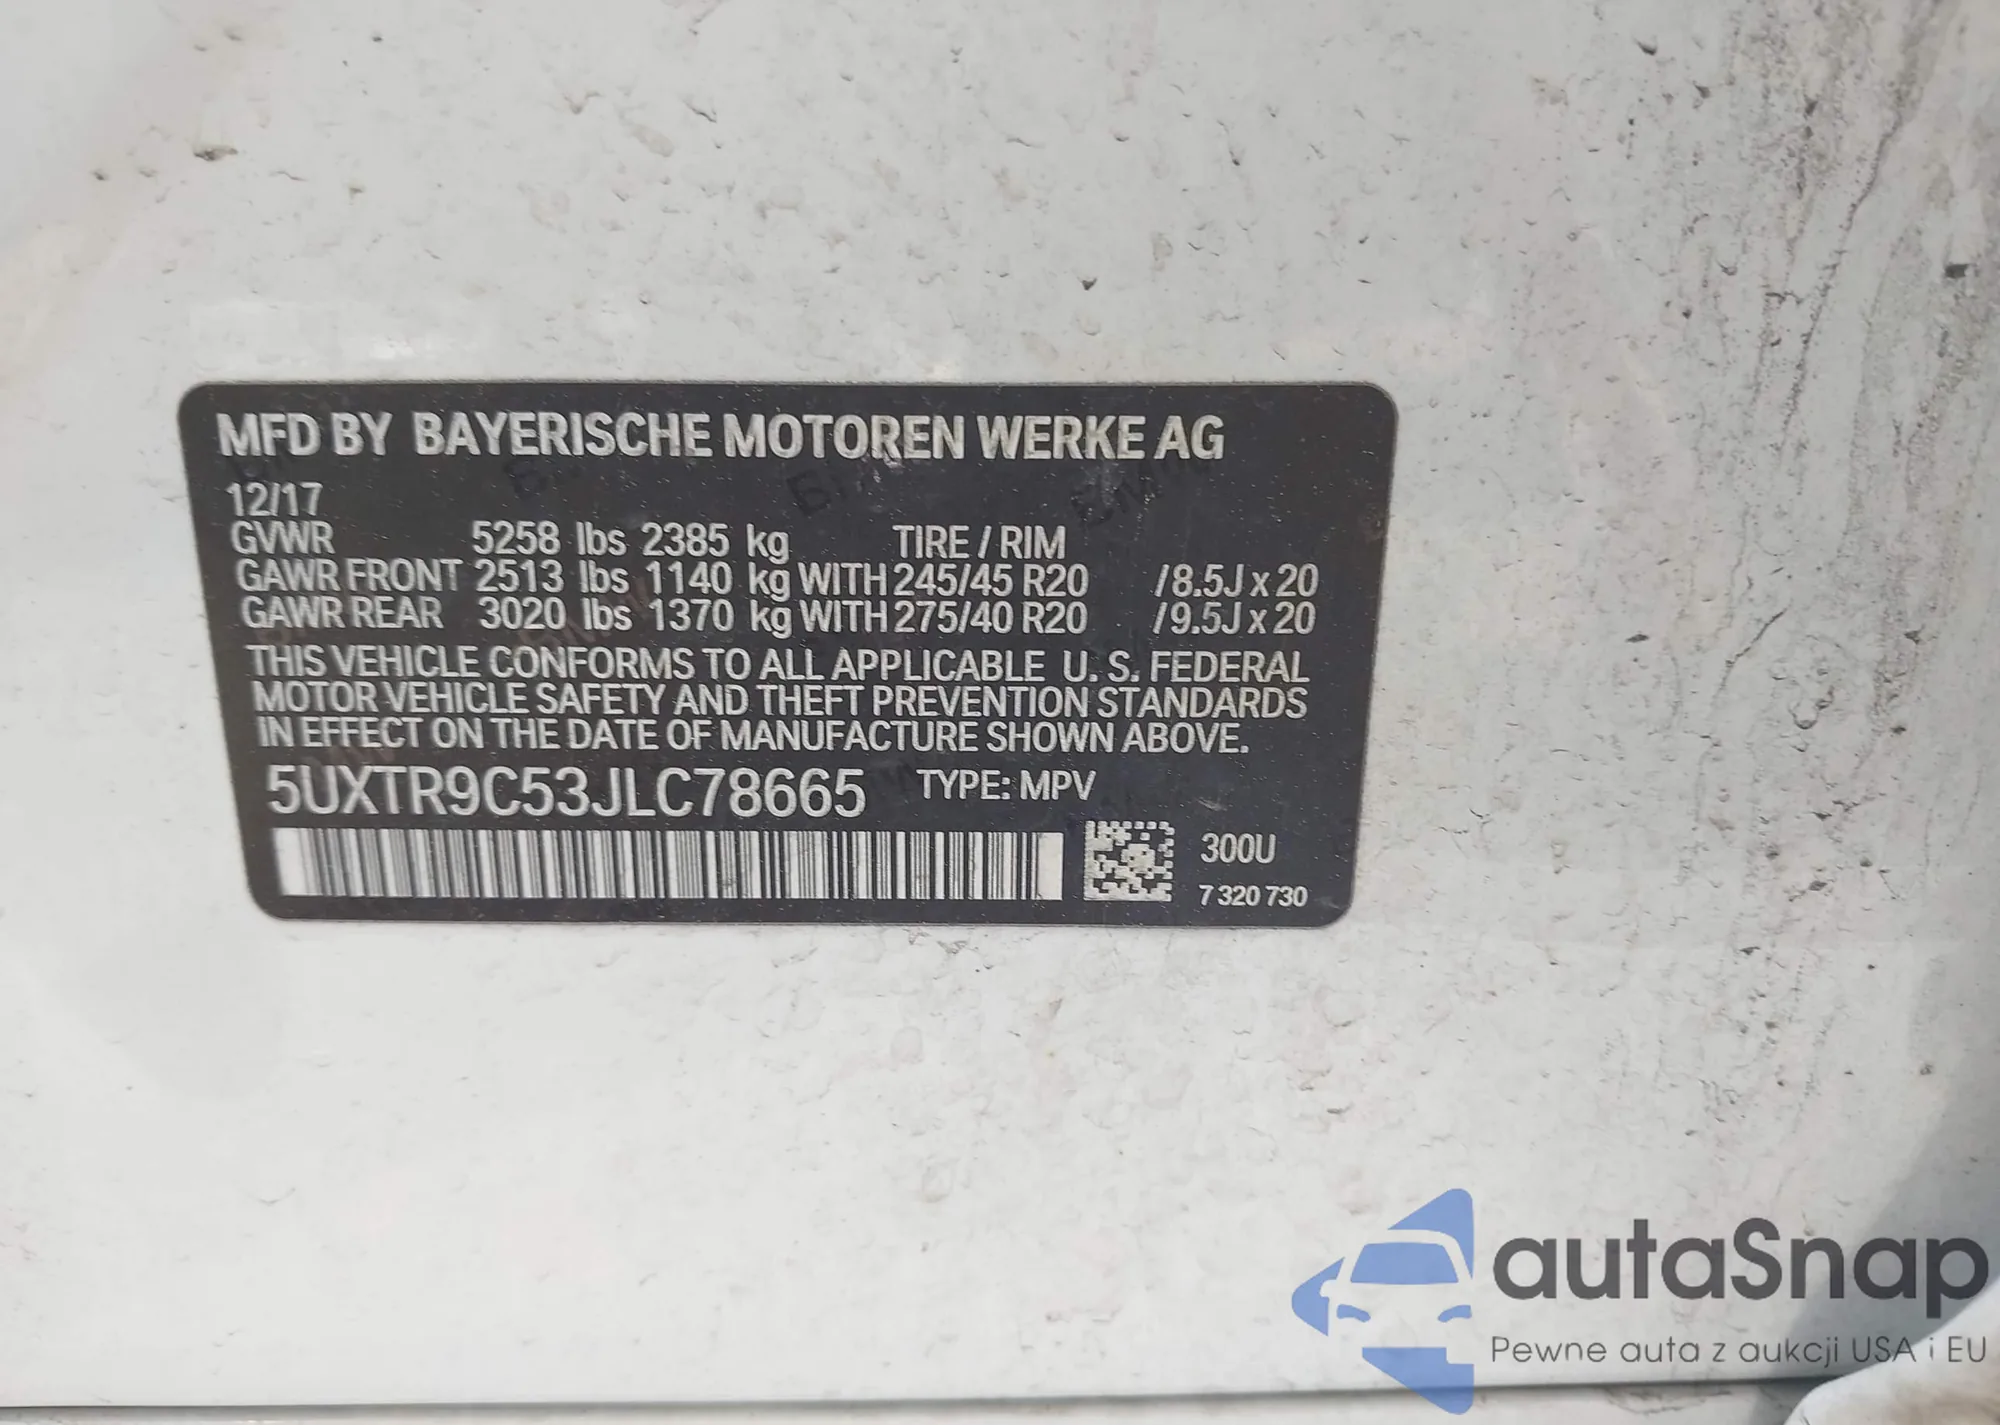 MFD BY BAYERISCHE MOTOREN WERKE AG
12/17
GVWR 5258 lbs 2385 kg TIRE / RIM
GAWR FRONT 2513 lbs 1140 kg WITH 245/45 R20 /8.5J x 20
GAWR REAR 3020 lbs 1370 kg WITH 275/40 R20 /9.5J x 20
THIS VEHICLE CONFORMS TO ALL APPLICABLE U. S. FEDERAL
MOTOR VEHICLE SAFETY AND THEFT PREVENTION STANDARDS
IN EFFECT ON THE DATE OF MANUFACTURE SHOWN ABOVE.
5UXTR9C53JLC78665 TYPE: MPV
300U
7 320 730
autaSnap
Pewne auta z aukcji USA i EU